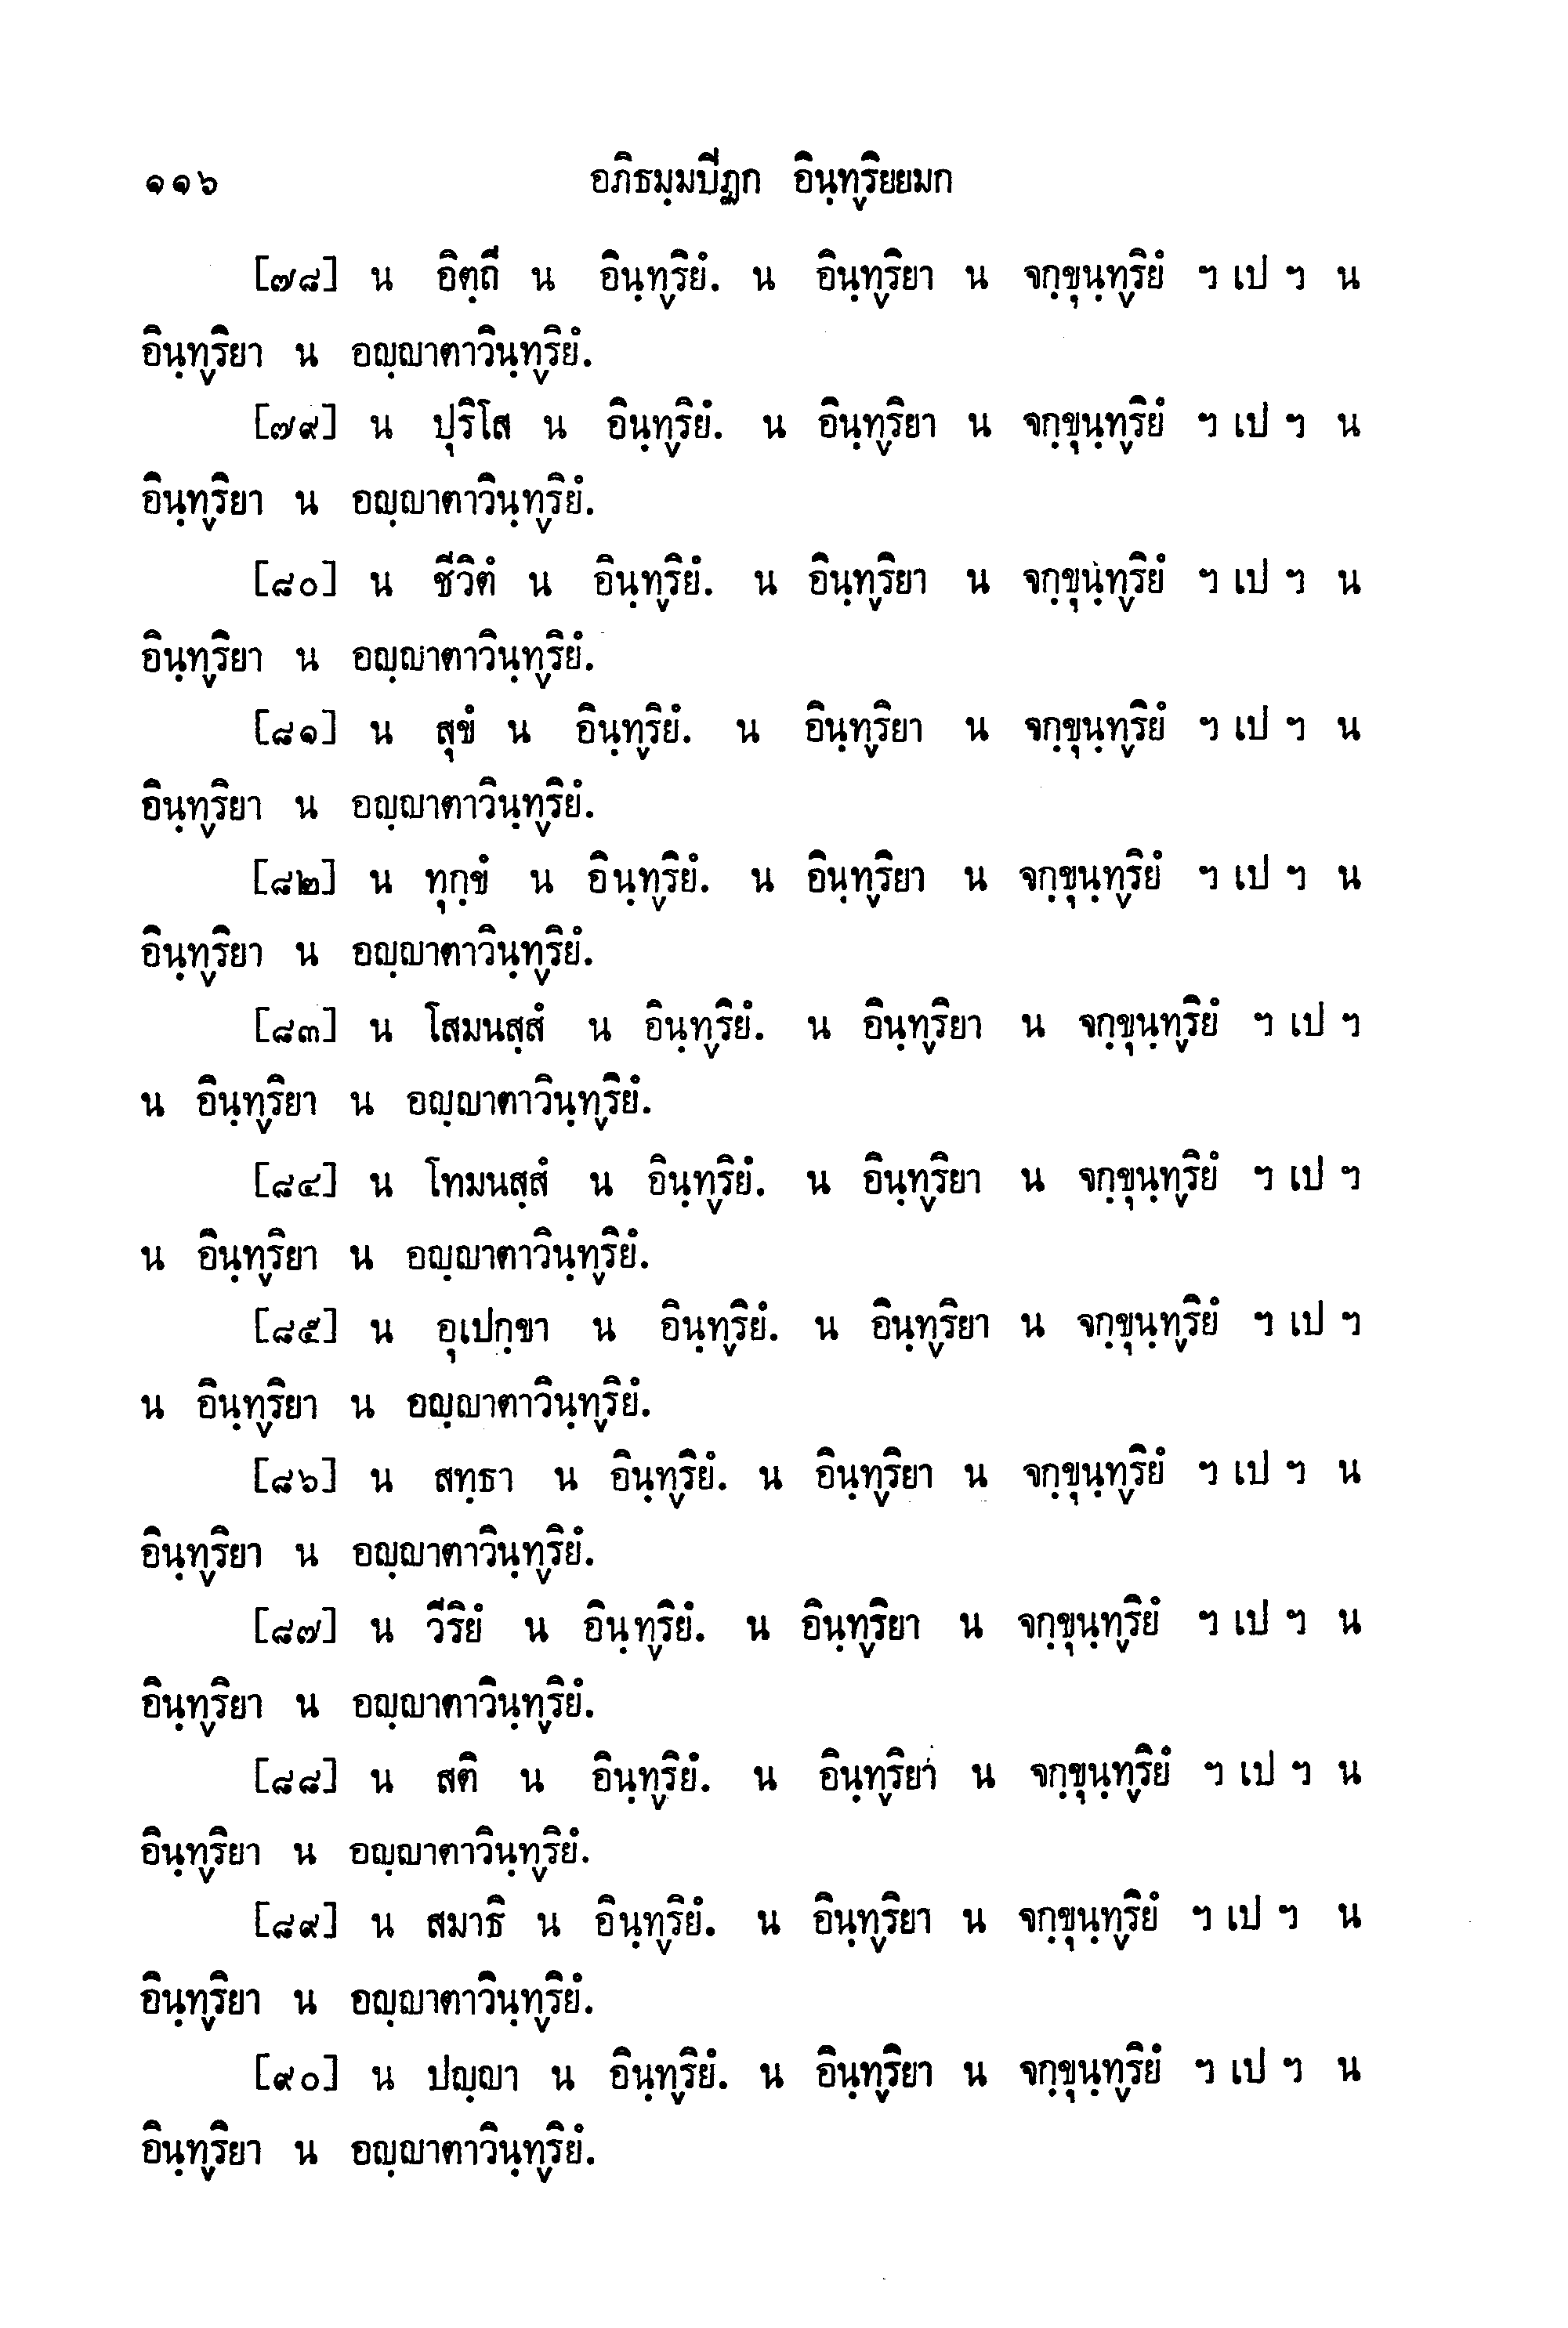 ๑๑๖ อภิธมฺมปีฏก อินฺทฺริยยมก
[๗๘] น อิตฺถี น อินฺทฺริยํ. น อินฺทฺริยา น จกฺขุนฺทฺริยํ ฯ เป ฯ น
อินฺทฺริยา น อญฺญาตาวินฺทฺริยํ.
[๗๙] น ปุริโส น อินฺทฺริยํ. น อินฺทฺริยา น จกฺขุนฺทฺริยํ ฯ เป ฯ น
อินฺทฺริยา น อญฺญาตาวินฺทฺริยํ.
[๘๐] น ชีวิตํ น อินฺทฺริยํ. น อินฺทฺริยา น จกฺขุนฺทฺริยํ ฯ เป ฯ น
อินฺทฺริยา น อญฺญาตาวินฺทฺริยํ.
[๘๑] น สุขํ น อินฺทฺริยํ. น อินฺทฺริยา น จกฺขุนฺทฺริยํ ฯ เป ฯ น
อินฺทฺริยา น อญฺญาตาวินฺทฺริยํ.
[๘๒] น ทุกฺขํ น อินฺทฺริยํ. น อินฺทฺริยา น จกฺขุนฺทฺริยํ ฯ เป ฯ น
อินฺทฺริยา น อญฺญาตาวินฺทฺริยํ.
[๘๓] น โสมนสฺสํ น อินฺทฺริยํ. น อินฺทฺริยา น จกฺขุนฺทฺริยํ ฯ เป ฯ
น อินฺทฺริยา น อญฺญาตาวินฺทฺริยํ.
[๘๔] น โทมนสฺสํ น อินฺทฺริยํ. น อินฺทฺริยา น จกฺขุนฺทฺริยํ ฯ เป ฯ
น อินฺทฺริยา น อญฺญาตาวินฺทฺริยํ.
[๘๕] น อุเปกฺขา น อินฺทฺริยํ. น อินฺทฺริยา น จกฺขุนฺทฺริยํ ฯ เป ฯ
น อินฺทฺริยา น อญฺญาตาวินฺทฺริยํ.
[๘๖] น สทฺธา น อินฺทฺริยํ. น อินฺทฺริยา น จกฺขุนฺทฺริยํ ฯ เป ฯ น
อินฺทฺริยา น อญฺญาตาวินฺทฺริยํ.
[๘๗] น วีริยํ น อินฺทฺริยํ. น อินฺทฺริยา น จกฺขุนฺทฺริยํ ฯ เป ฯ น
อินฺทฺริยา น อญฺญาตาวินฺทฺริยํ.
[๘๘] น สติ น อินฺทฺริยํ. น อินฺทฺริยา น จกฺขุนฺทฺริยํ ฯ เป ฯ น
อินฺทฺริยา น อญฺญาตาวินฺทฺริยํ.
[๘๙] น สมาธิ น อินฺทฺริยํ. น อินฺทฺริยา น จกฺขุนฺทฺริยํ ฯ เป ฯ น
อินฺทฺริยา น อญฺญาตาวินฺทฺริยํ.
[๙๐] น ปญฺญา น อินฺทฺริยํ. น อินฺทฺริยา น จกฺขุนฺทฺริยํ ฯ เป ฯ น
อินฺทฺริยา น อญฺญาตาวินฺทฺริยํ.